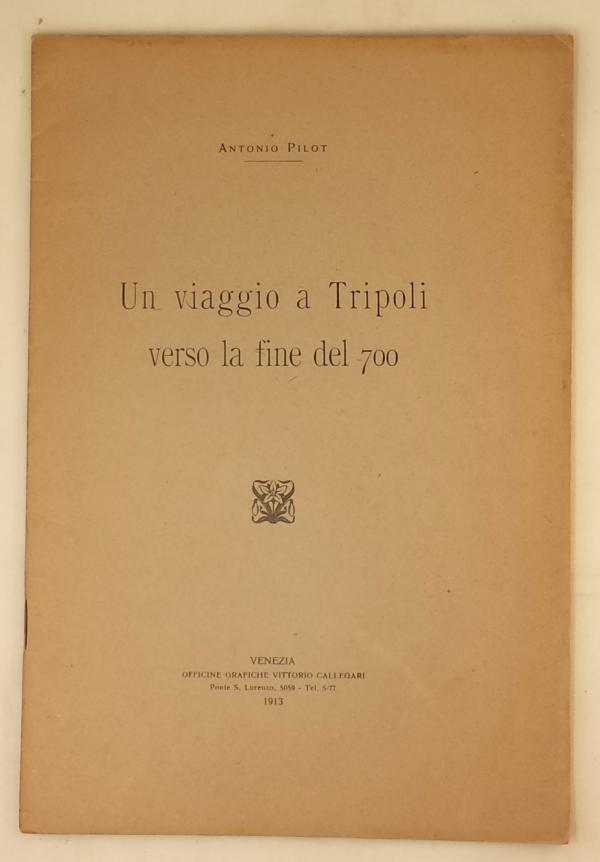 Antonio Pilot
Un viaggio a Tripoli
verso la fine del 700
VENEZIA
OFFICINE GRAFICHE VITTORIO CALLEGARI
Ponte S. Lorenzo, 5059 - Tel. 5-77
1913